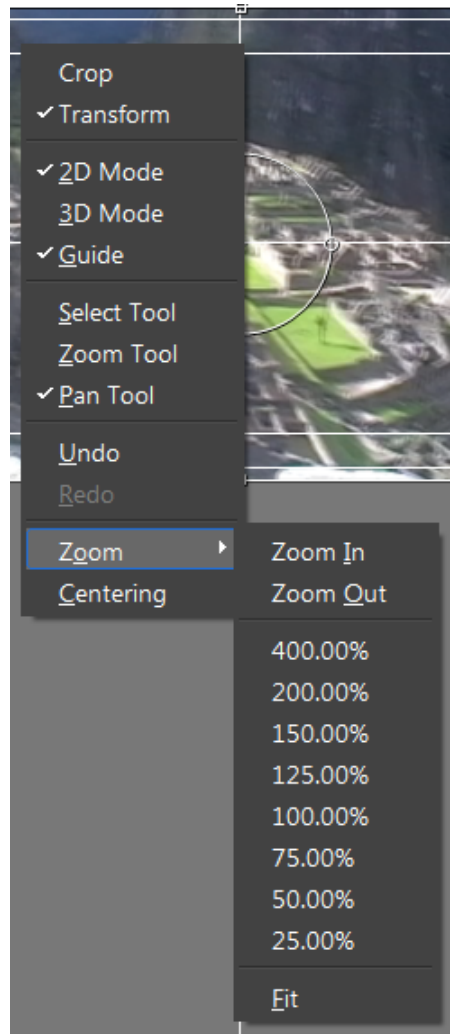 Crop
Transform
2D Mode
3D Mode
Guide
Select Tool
Zoom Tool
Pan Tool
Undo
Redo
Zoom
Centering
Zoom In
Zoom Out
400.00%
200.00%
150.00%
125.00%
100.00%
75.00%
50.00%
25.00%
Fit